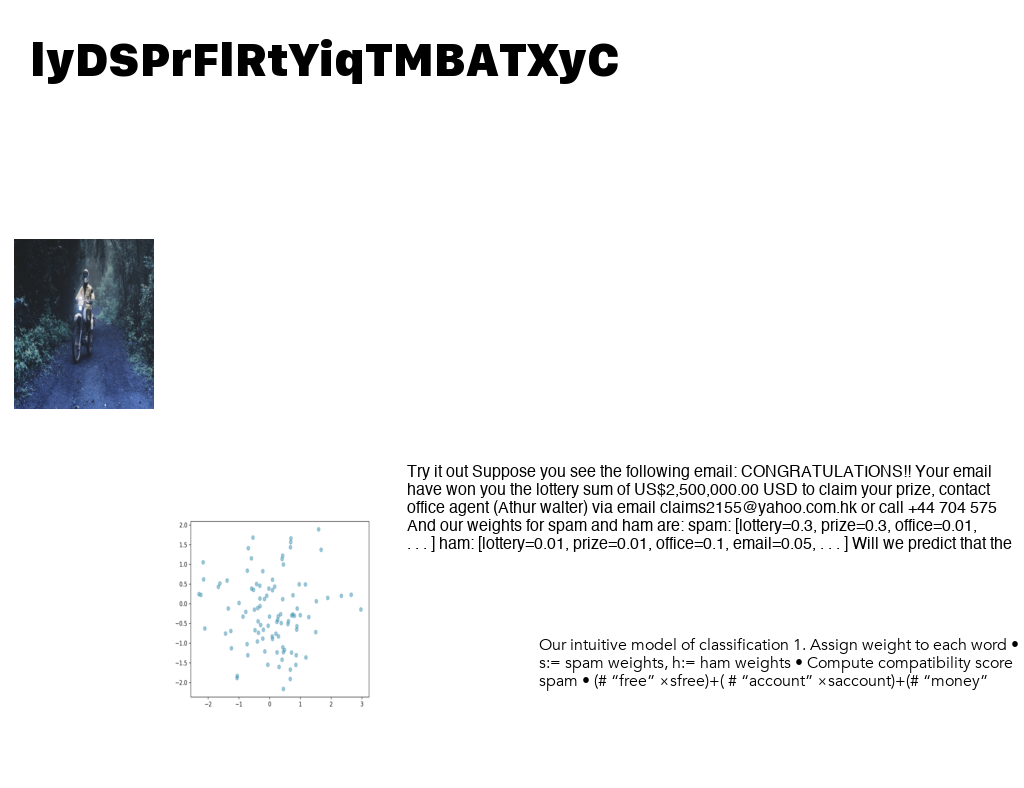 lyDSPrFlRtYiqTMBATXyC
Try it out Suppose you see the following email: CONGRATULATIONS!! Your email
have won you the lottery sum of US$2,500,000.00 USD to claim your prize, contact
office agent (Athur walter) via email claims2155@yahoo.com.hk or call +44 704 575
And our weights for spam and ham are: spam: [lottery=0.3, prize=0.3, office=0.01,
. . . ] ham: [lottery=0.01, prize=0.01, office=0.1, email=0.05, . . . ] Will we predict that the
2.0
1.5
1.0
0.5
0.0
−0.5
−1.0
−1.5
−2.0
−2 −1 0 1 2 3
Our intuitive model of classification 1. Assign weight to each word •
s:= spam weights, h:= ham weights • Compute compatibility score
spam • (# “free” ×sfree)+( # “account” ×saccount)+(# “money”